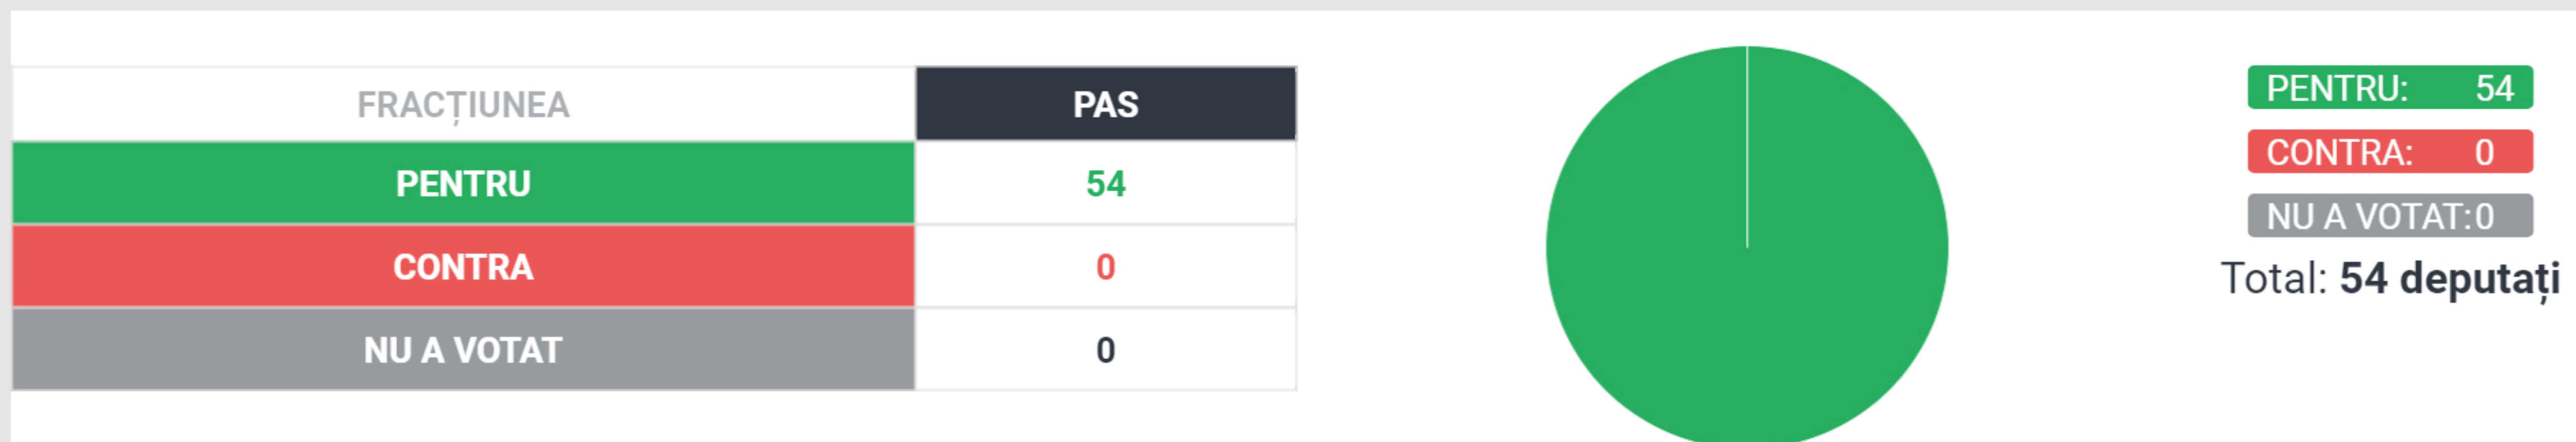 FRACȚIUNEA PAS
PENTRU 54
CONTRA 0
NU A VOTAT 0
PENTRU: 54
CONTRA: 0
NU A VOTAT:0
Total: 54 deputați